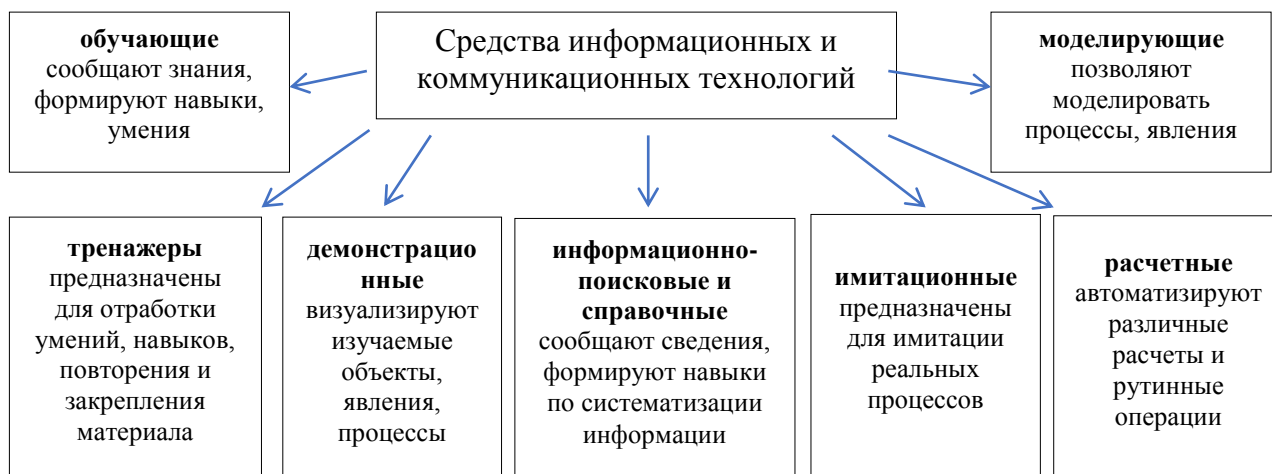 обучающие
сообщают знания,
формируют навыки,
умения
Средства информационных и
коммуникационных технологий
моделирующие
позволяют
моделировать
процессы, явления
тренажеры
предназначены
для отработки
умений, навыков,
повторения и
закрепления
материала
демонстрацио
нные
визуализируют
изучаемые
объекты,
явления,
процессы
информационно-
поисковые и
справочные
сообщают сведения,
формируют навыки
по систематизации
информации
имитационные
предназначены
для имитации
реальных
процессов
расчетные
автоматизируют
различные
расчеты и
рутинные
операции